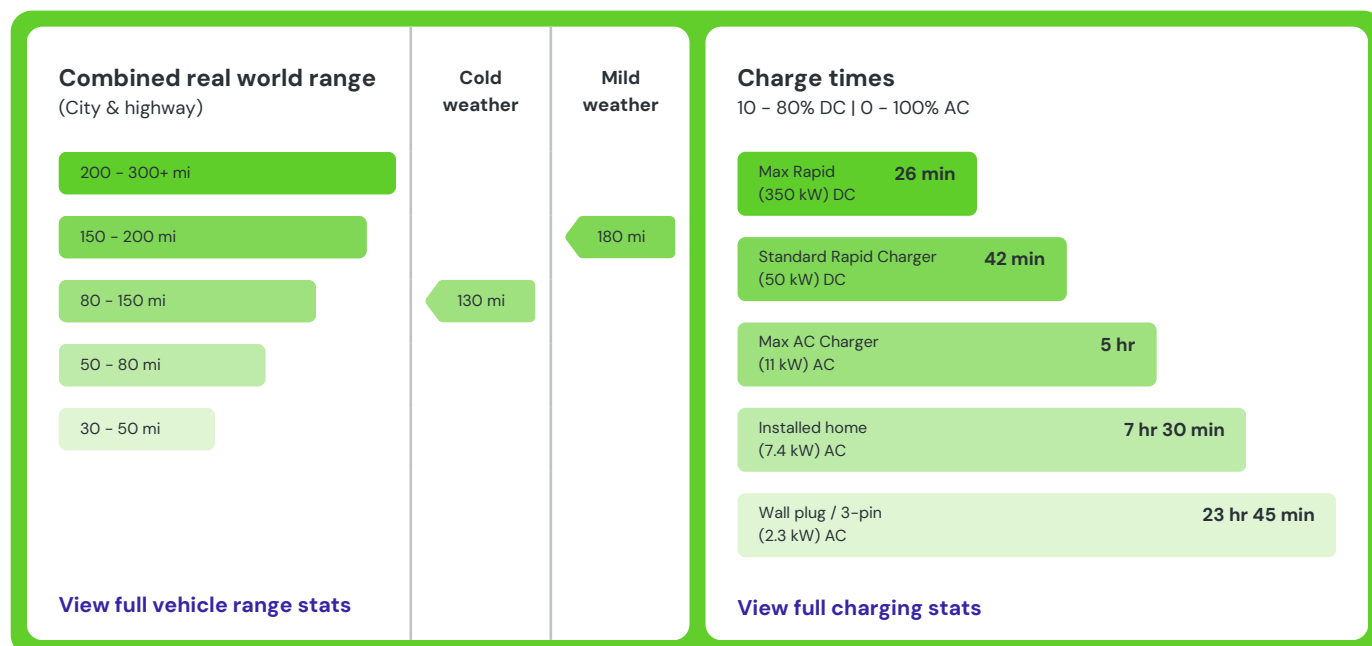 Combined real world range
(City & highway)
Cold
weather
Mild
weather
200 - 300+ mi
150 - 200 mi
180 mi
80 - 150 mi
130 mi
50 - 80 mi
30 - 50 mi
View full vehicle range stats
Charge times
10 - 80% DC | 0 - 100% AC
Max Rapid
(350 kW) DC
26 min
Standard Rapid Charger
(50 kW) DC
42 min
Max AC Charger
(11 kW) AC
5 hr
Installed home
(7.4 kW) AC
7 hr 30 min
Wall plug / 3-pin
(2.3 kW) AC
23 hr 45 min
View full charging stats